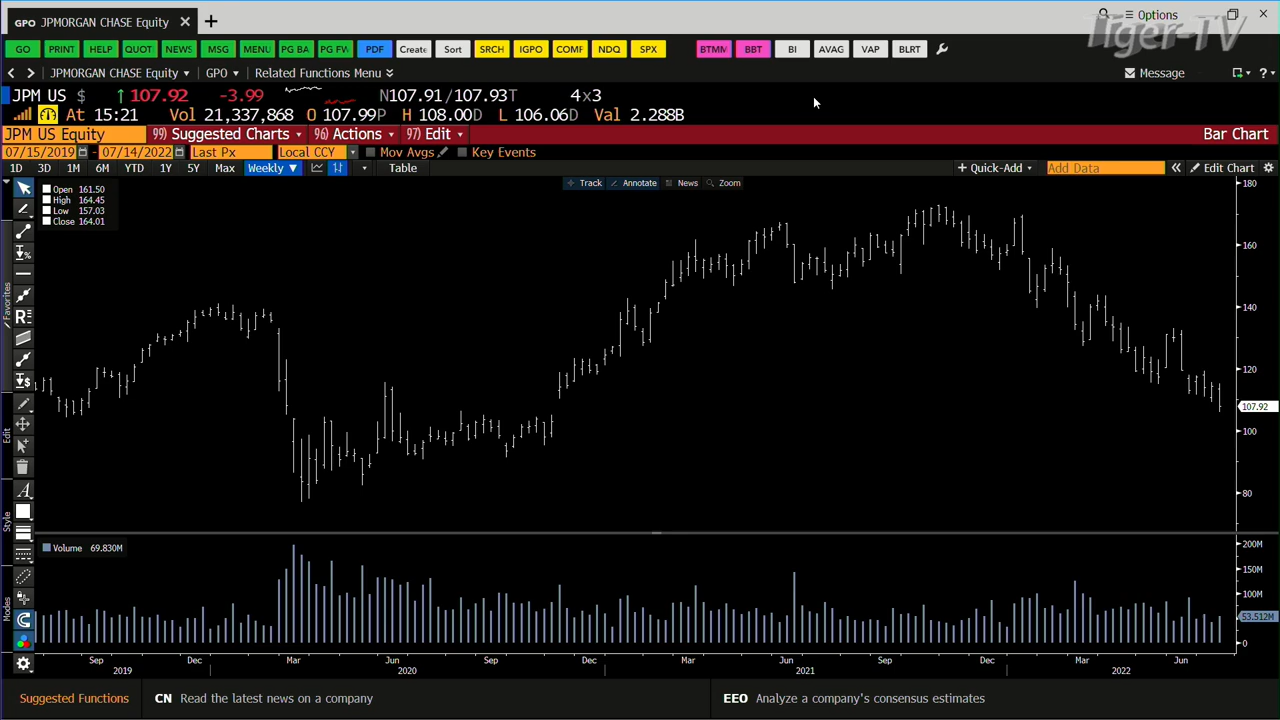 GPO JPMORGAN CHASE Equity × +
Options
Tiger-TV
GO PRINT HELP QUOT NEWS MSG MENU PG BA PG FW PDF Create Sort SRCH IGPO COMF NDQ SPX BTMM BBT BI AVAG VAP BLRT
JPMORGAN CHASE Equity GPO Related Functions Menu Message ?
JPM US $ ↑ 107.92 -3.99 N107.91/107.93T 4x3
At 15:21 Vol 21,337,868 O 107.99P H 108.00D L 106.06D Val 2.288B
JPM US Equity 99) Suggested Charts 96) Actions 97) Edit Bar Chart
07/15/2019 - 07/14/2022 Last Px Local CCY Mov Avgs Key Events
1D 3D 1M 6M YTD 1Y 5Y Max Weekly ▼ Table + Quick-Add Add Data « Edit Chart
Track Annotate News Zoom
Open 161.50
High 164.45
Low 157.03
Close 164.01
180
160
140
120
107.92
100
80
Favorites
Edit
Style
Modes
Volume 69.830M
200M
150M
100M
53.512M
0
Sep Dec Mar Jun Sep Dec Mar Jun Sep Dec Mar Jun
2019 2020 2021 2022
Suggested Functions CN Read the latest news on a company EEO Analyze a company's consensus estimates